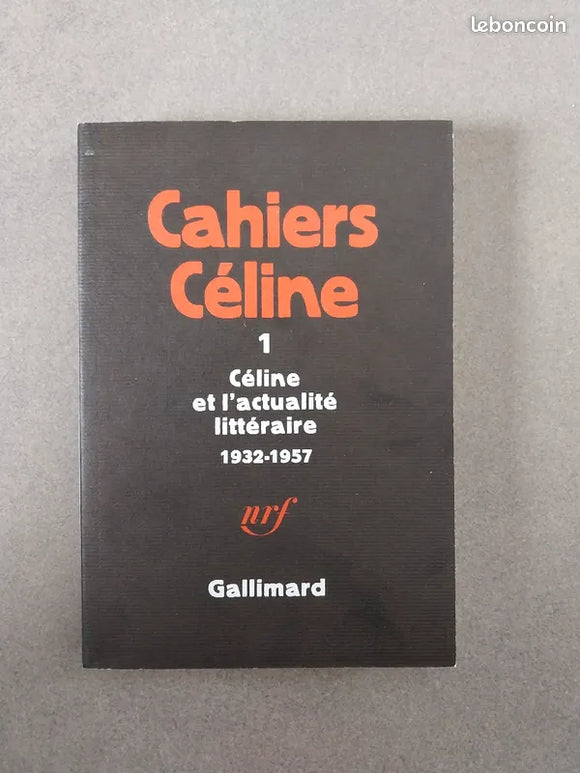 leboncoin
Cahiers
Céline
1
Céline
et l'actualité
littéraire
1932-1957
nrf
Gallimard